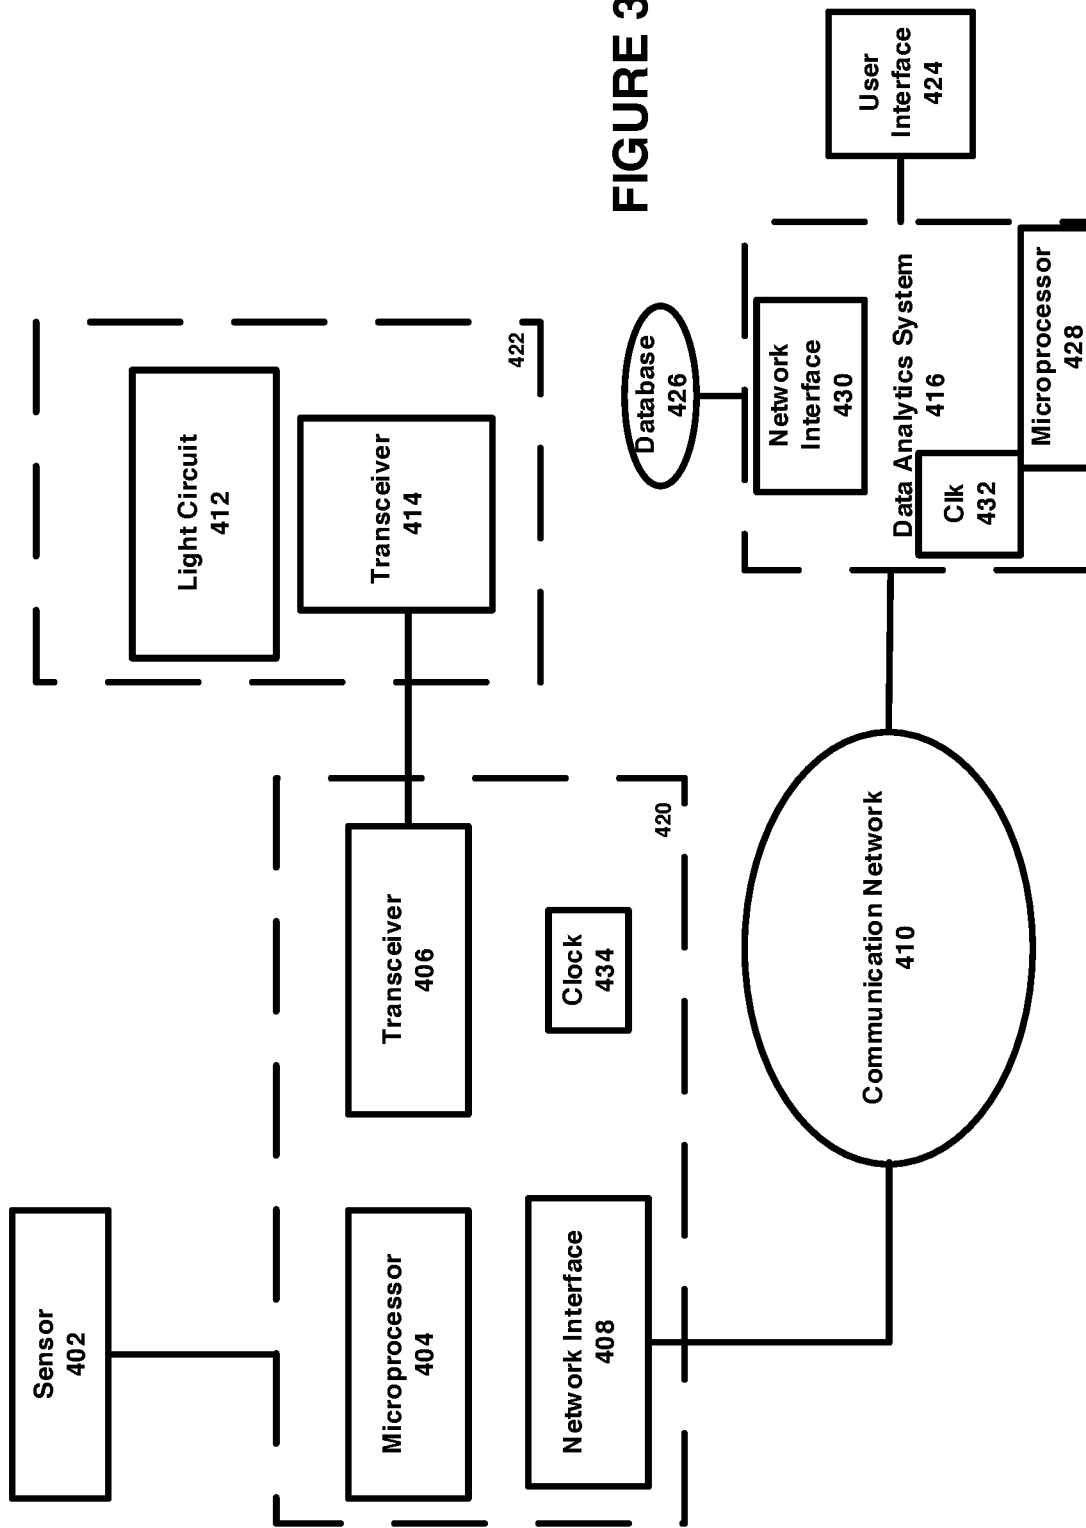 Sensor
402
Microprocessor
404
Network Interface
408
Transceiver
406
Clock
434
420
Light Circuit
412
Transceiver
414
422
Communication Network
410
Database
426
Network
Interface
430
Data Analytics System
416
Clk
432
Microprocessor
428
User
Interface
424
FIGURE 3